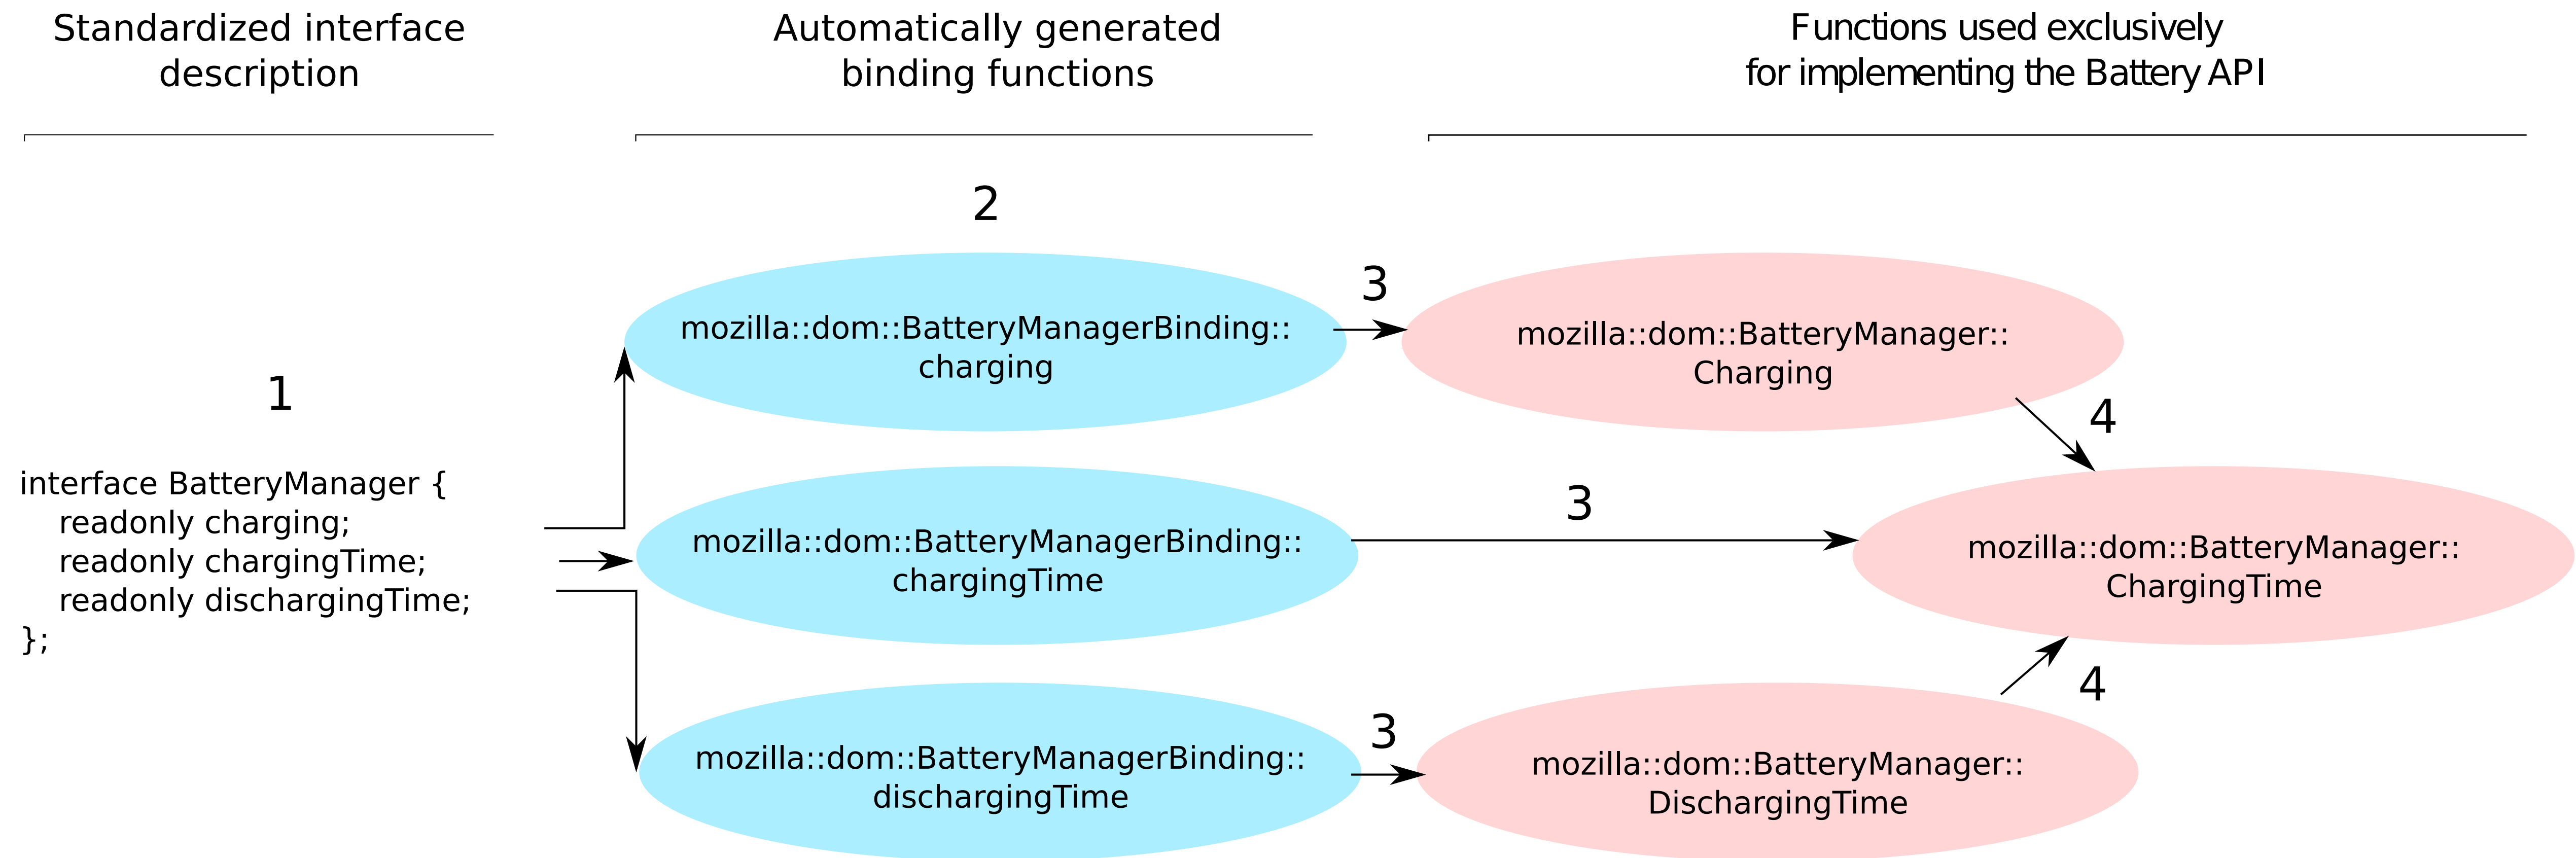 Standardized interface
description
Automatically generated
binding functions
Functions used exclusively
for implementing the Battery API
1
interface BatteryManager {
readonly charging;
readonly chargingTime;
readonly dischargingTime;
};
2
mozilla::dom::BatteryManagerBinding::
charging
3
mozilla::dom::BatteryManager::
Charging
4
mozilla::dom::BatteryManagerBinding::
chargingTime
3
mozilla::dom::BatteryManager::
ChargingTime
mozilla::dom::BatteryManagerBinding::
dischargingTime
3
mozilla::dom::BatteryManager::
DischargingTime
4